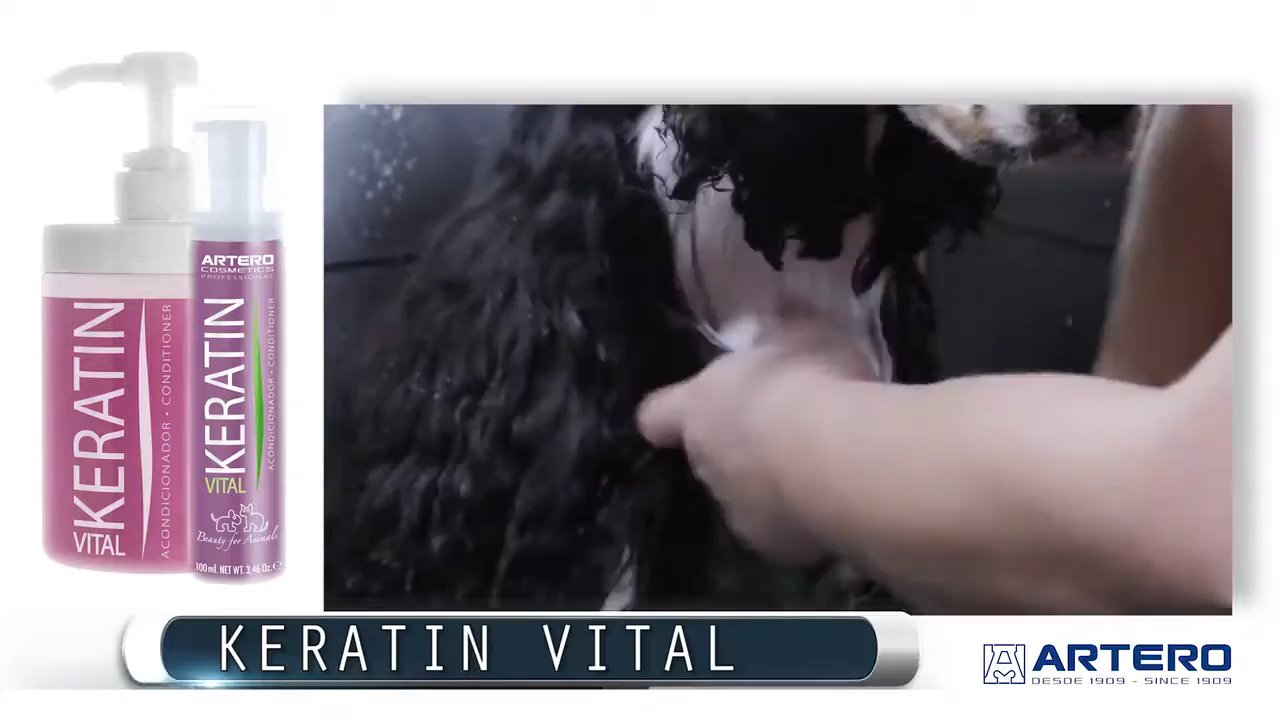 KERATIN
VITAL
ACONDICIONADOR • CONDITIONER
ARTERO
COSMETICS
PROFESSIONAL
KERATIN
VITAL
ACONDICIONADOR • CONDITIONER
Beauty for Animals
100 ml. NET WT. 3,46 Oz. ℮
KERATIN VITAL
ARTERO
DESDE 1909 - SINCE 1909